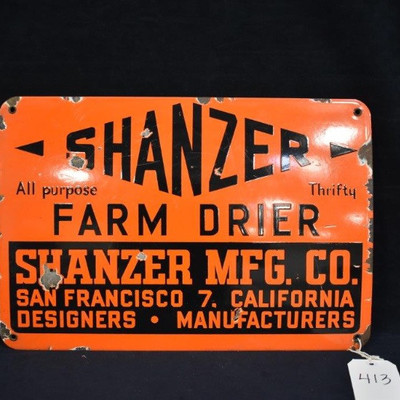 SHANZER
All purpose Thrifty
FARM DRIER
SHANZER MFG. CO.
SAN FRANCISCO 7, CALIFORNIA
DESIGNERS • MANUFACTURERS
413